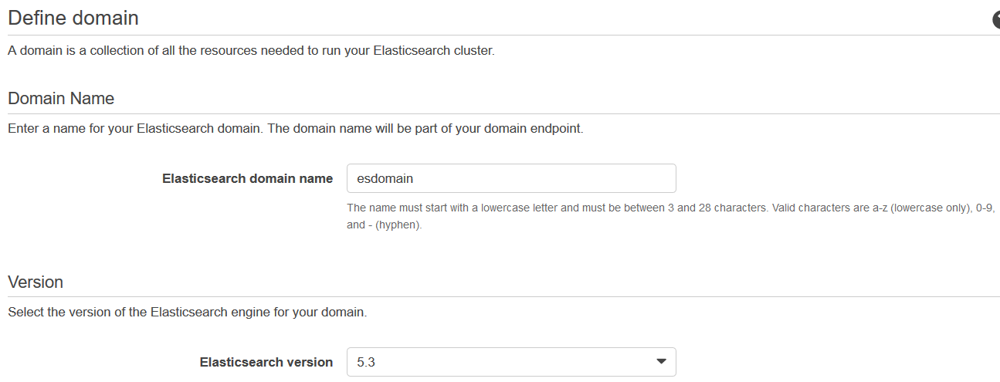 Define domain
A domain is a collection of all the resources needed to run your Elasticsearch cluster.
Domain Name
Enter a name for your Elasticsearch domain. The domain name will be part of your domain endpoint.
Elasticsearch domain name esdomain
The name must start with a lowercase letter and must be between 3 and 28 characters. Valid characters are a-z (lowercase only), 0-9,
and - (hyphen).
Version
Select the version of the Elasticsearch engine for your domain.
Elasticsearch version 5.3